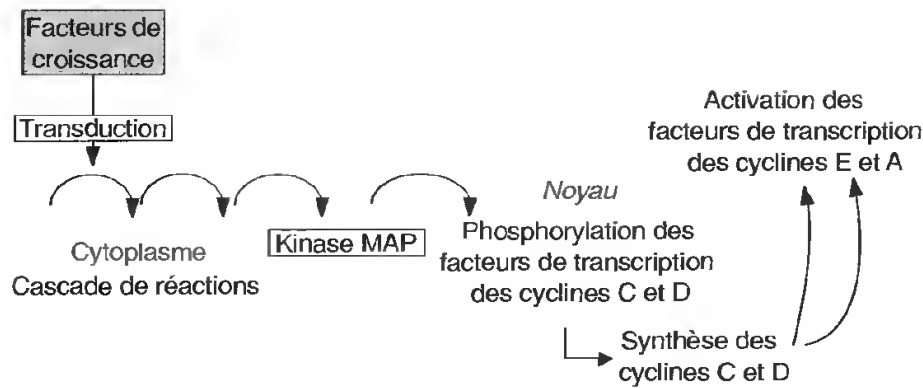 Facteurs de
croissance
Transduction
Cytoplasme
Cascade de réactions
Kinase MAP
Noyau
Phosphorylation des
facteurs de transcription
des cyclines C et D
Synthèse des
cyclines C et D
Activation des
facteurs de transcription
des cyclines E et A